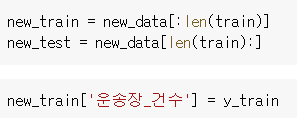 new_train = new_data[:len(train)]
new_test = new_data[len(train):]
new_train['운송장_건수'] = y_train